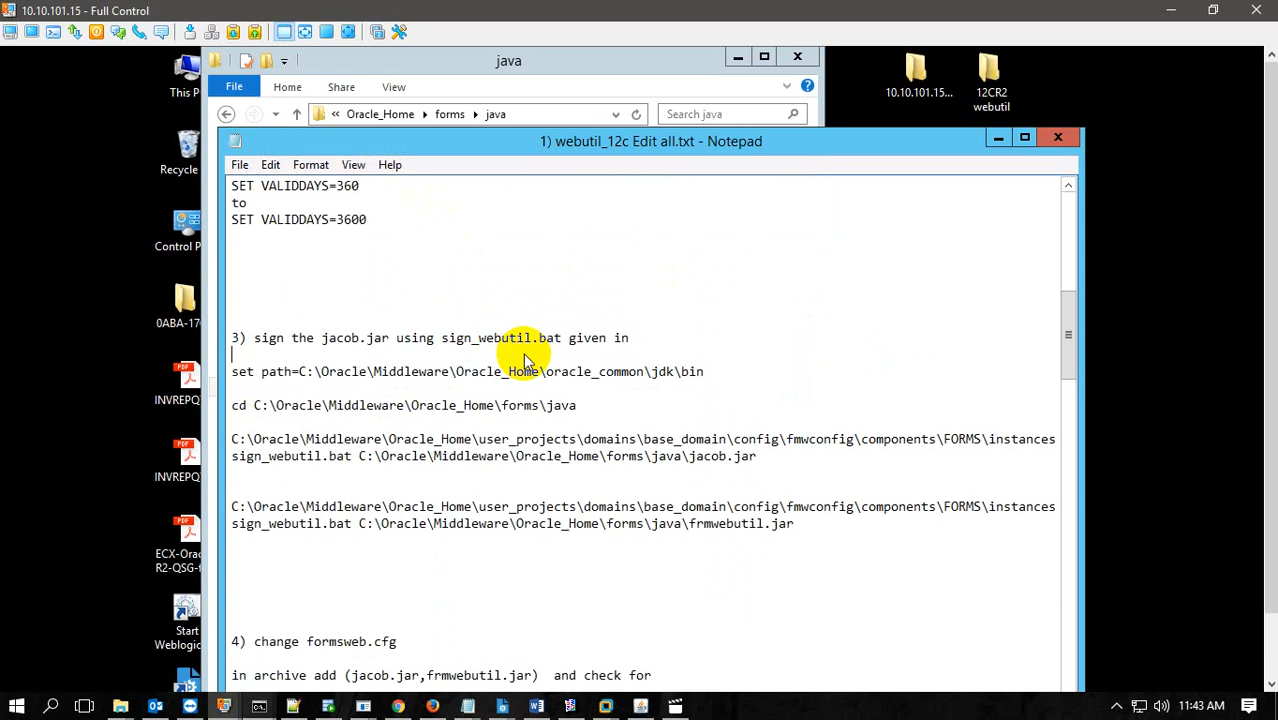 10.10.101.15 - Full Control
java
This P
10.10.101.15...
12CR2
webutil
File
Home
Share
View
Oracle_Home
forms
java
Search java
1) webutil_12c Edit all.txt - Notepad
Recycle
File
Edit
Format
View
Help
SET VALIDDAYS=360
to
SET VALIDDAYS=3600
Control P
0ABA-17
3) sign the jacob.jar using sign_webutil.bat given in
set path=C:\Oracle\Middleware\Oracle_Home\oracle_common\jdk\bin
INVREPC
cd C:\Oracle\Middleware\Oracle_Home\forms\java
C:\Oracle\Middleware\Oracle_Home\user_projects\domains\base_domain\config\fmwconfig\components\FORMS\instances
sign_webutil.bat C:\Oracle\Middleware\Oracle_Home\forms\java\jacob.jar
INVREPC
C:\Oracle\Middleware\Oracle_Home\user_projects\domains\base_domain\config\fmwconfig\components\FORMS\instances
sign_webutil.bat C:\Oracle\Middleware\Oracle_Home\forms\java\frmwebutil.jar
ECX-Orac
R2-QSG-f
Start
Weblogic
4) change formsweb.cfg
in archive add (jacob.jar,frmwebutil.jar)  and check for
11:43 AM